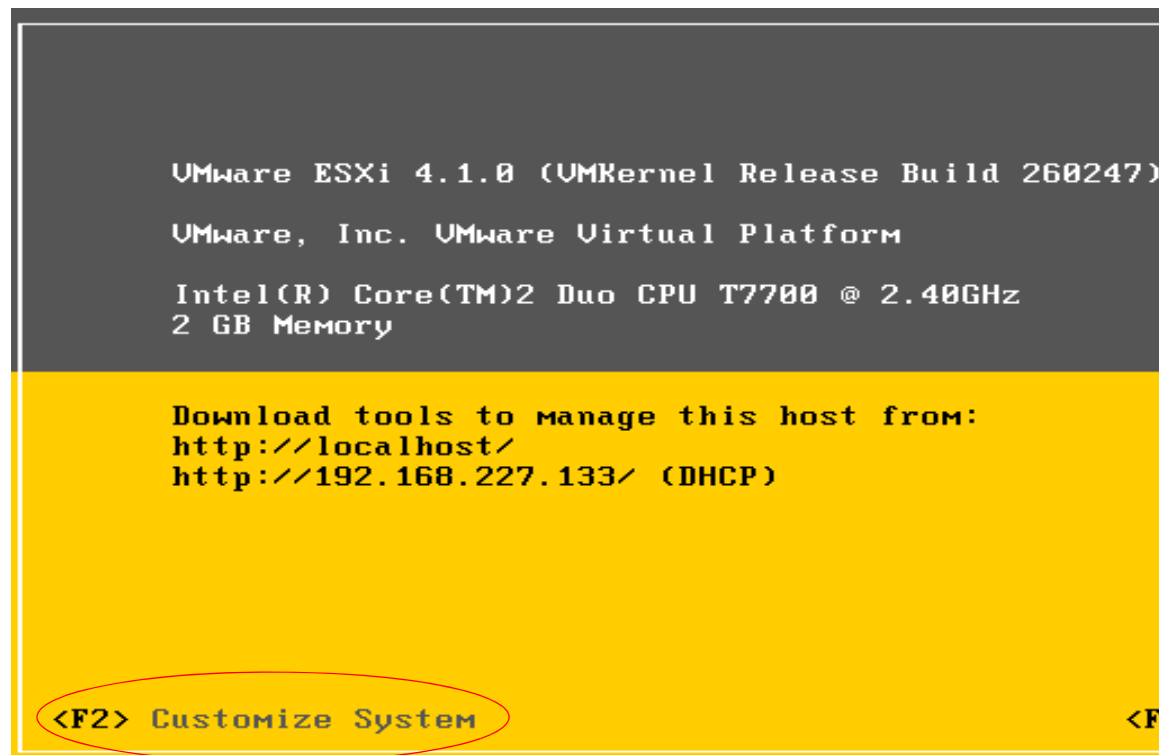 VMware ESXi 4.1.0 (VMKernel Release Build 260247)
VMware, Inc. VMware Virtual Platform
Intel(R) Core(TM)2 Duo CPU T7700 @ 2.40GHz
2 GB Memory
Download tools to manage this host from:
http://localhost/
http://192.168.227.133/ (DHCP)
<F2> Customize System